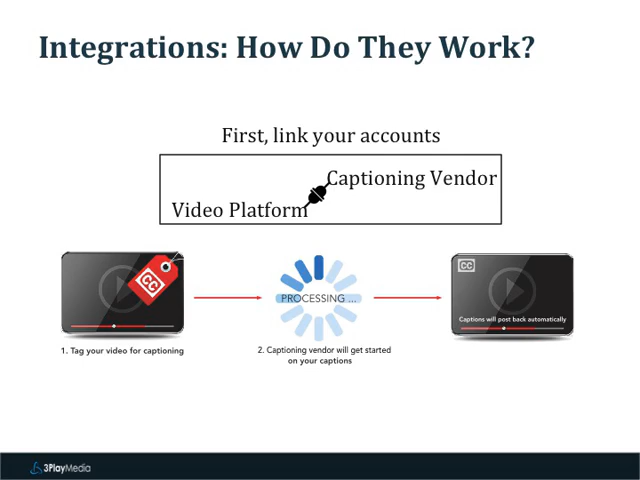 Integrations: How Do They Work?
First, link your accounts
Captioning Vendor
Video Platform
CC
PROCESSING ...
CC
Captions will post back automatically
1. Tag your video for captioning
2. Captioning vendor will get started
on your captions
3PlayMedia